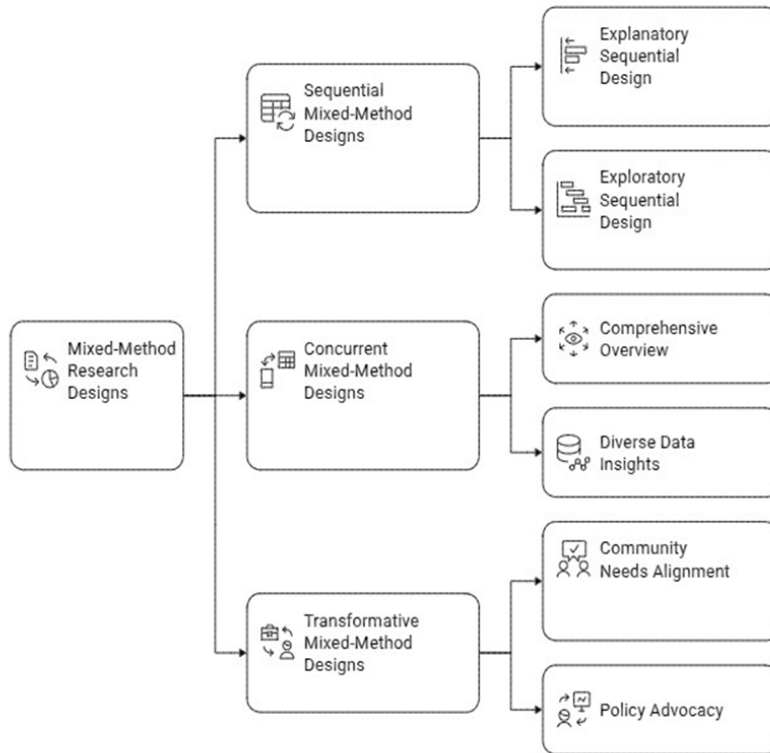 Explanatory
Sequential
Design
Sequential
Mixed-Method
Designs
Exploratory
Sequential
Design
Mixed-Method
Research
Designs
Concurrent
Mixed-Method
Designs
Comprehensive
Overview
Diverse Data
Insights
Community
Needs Alignment
Transformative
Mixed-Method
Designs
Policy Advocacy